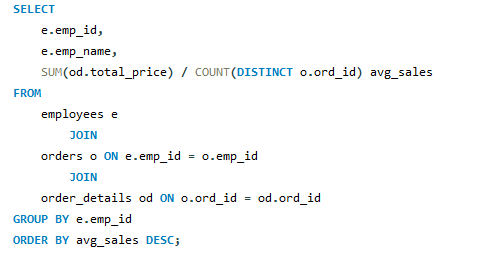 SELECT
e.emp_id,
e.emp_name,
SUM(od.total_price) / COUNT(DISTINCT o.ord_id) avg_sales
FROM
employees e
JOIN
orders o ON e.emp_id = o.emp_id
JOIN
order_details od ON o.ord_id = od.ord_id
GROUP BY e.emp_id
ORDER BY avg_sales DESC;